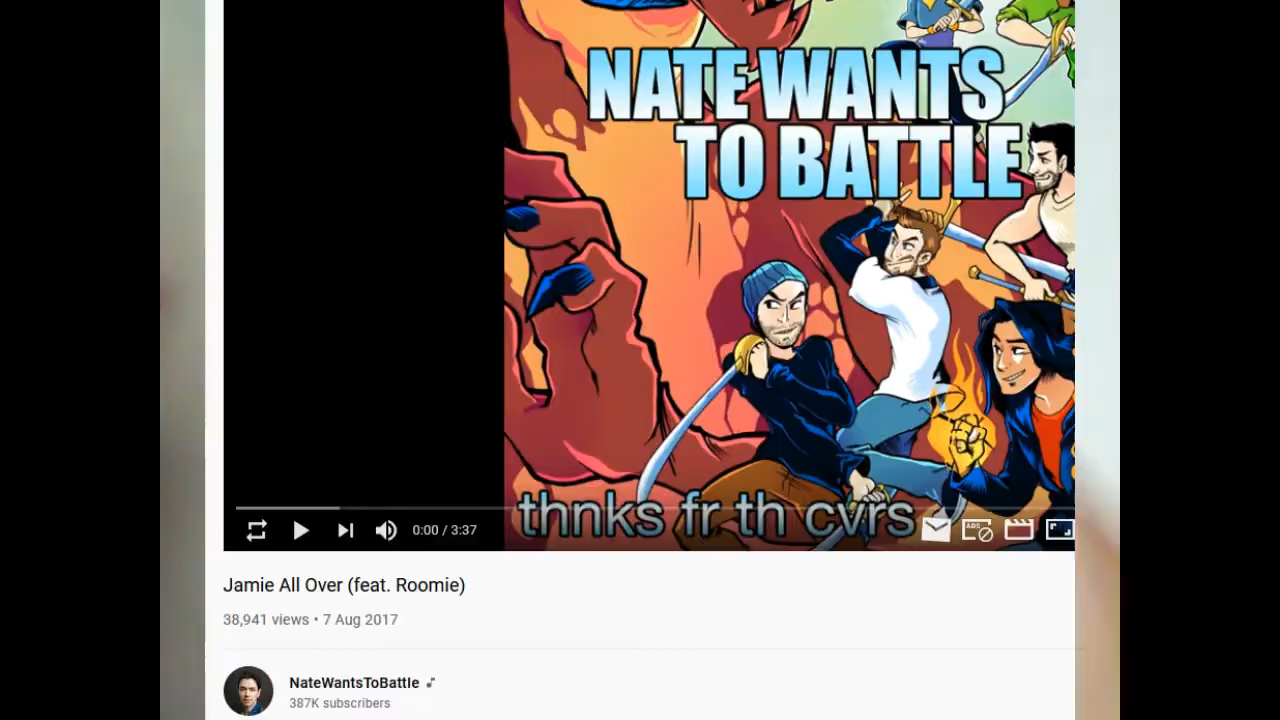 NATE WANTS
TO BATTLE
thnks fr th cvrs
0:00 / 3:37
ADS
Jamie All Over (feat. Roomie)
38,941 views • 7 Aug 2017
NateWantsToBattle
387K subscribers